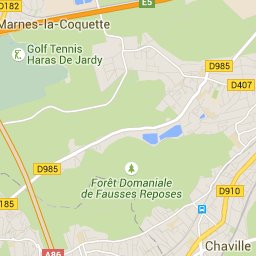 D182
E5
Marnes-la-Coquette
Golf Tennis
Haras De Jardy
D985
D407
D985
Forêt Domaniale
de Fausses Reposes
D910
185
A86
Chaville